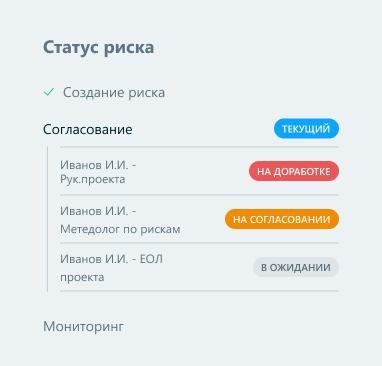 Статус риска
Создание риска
Согласование ТЕКУЩИЙ
Иванов И.И. -
Рук.проекта
НА ДОРАБОТКЕ
Иванов И.И. -
Метедолог по рискам
НА СОГЛАСОВАНИИ
Иванов И.И. - ЕОЛ
проекта
В ОЖИДАНИИ
Мониторинг